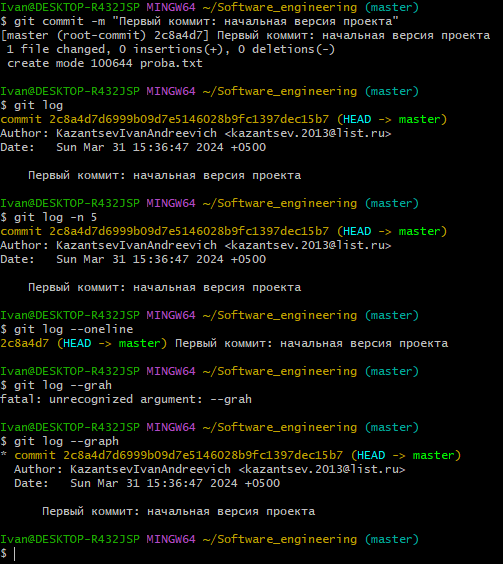 Ivan@DESKTOP-R432JSP MINGW64 ~/Software_engineering (master)
$ git commit -m "Первый коммит: начальная версия проекта"
[master (root-commit) 2c8a4d7] Первый коммит: начальная версия проекта
 1 file changed, 0 insertions(+), 0 deletions(-)
 create mode 100644 proba.txt
Ivan@DESKTOP-R432JSP MINGW64 ~/Software_engineering (master)
$ git log
commit 2c8a4d7d6999b09d7e5146028b9fc1397dec15b7 (HEAD -> master)
Author: KazantsevIvanAndreevich <kazantsev.2013@list.ru>
Date:   Sun Mar 31 15:36:47 2024 +0500
    Первый коммит: начальная версия проекта
Ivan@DESKTOP-R432JSP MINGW64 ~/Software_engineering (master)
$ git log -n 5
commit 2c8a4d7d6999b09d7e5146028b9fc1397dec15b7 (HEAD -> master)
Author: KazantsevIvanAndreevich <kazantsev.2013@list.ru>
Date:   Sun Mar 31 15:36:47 2024 +0500
    Первый коммит: начальная версия проекта
Ivan@DESKTOP-R432JSP MINGW64 ~/Software_engineering (master)
$ git log --oneline
2c8a4d7 (HEAD -> master) Первый коммит: начальная версия проекта
Ivan@DESKTOP-R432JSP MINGW64 ~/Software_engineering (master)
$ git log --grah
fatal: unrecognized argument: --grah
Ivan@DESKTOP-R432JSP MINGW64 ~/Software_engineering (master)
$ git log --graph
* commit 2c8a4d7d6999b09d7e5146028b9fc1397dec15b7 (HEAD -> master)
  Author: KazantsevIvanAndreevich <kazantsev.2013@list.ru>
  Date:   Sun Mar 31 15:36:47 2024 +0500
      Первый коммит: начальная версия проекта
Ivan@DESKTOP-R432JSP MINGW64 ~/Software_engineering (master)
$